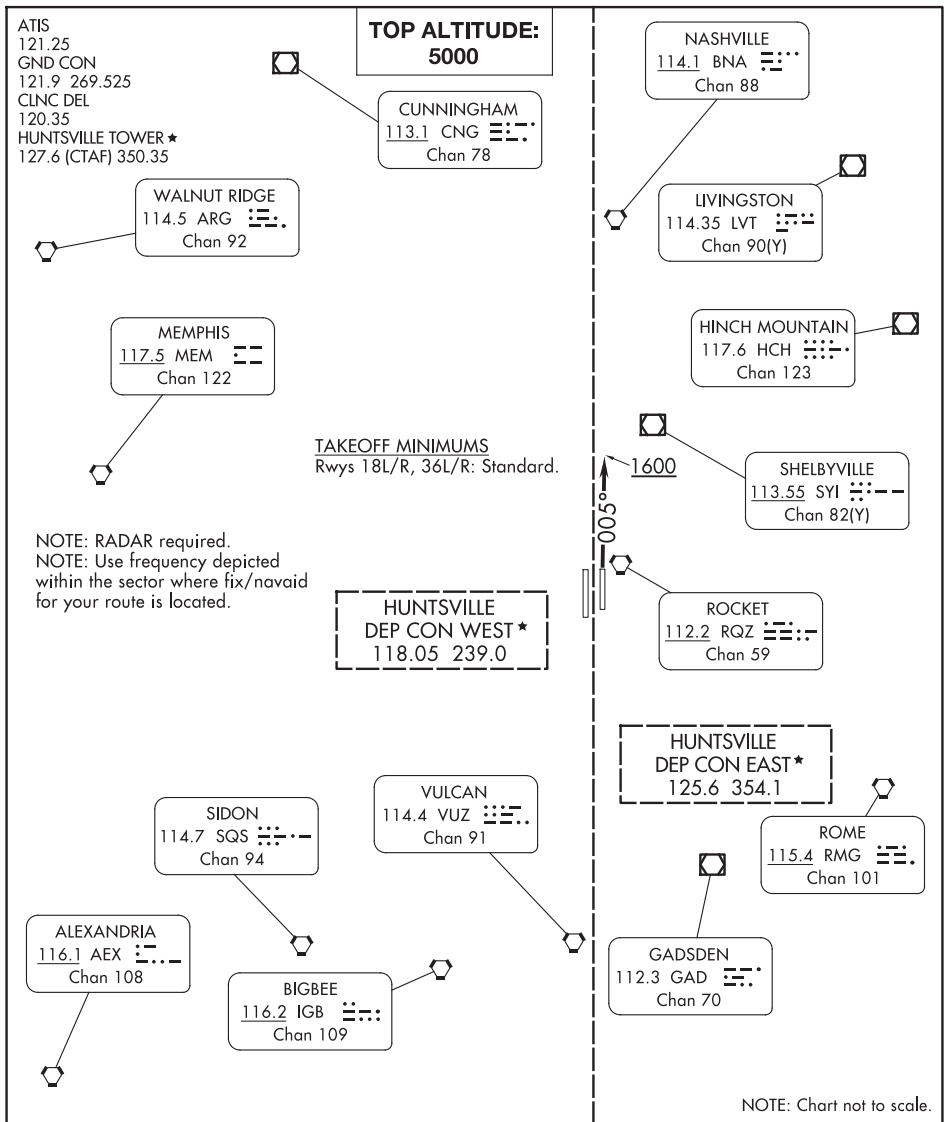 ATIS
121.25
GND CON
121.9 269.525
CLNC DEL
120.35
HUNTSVILLE TOWER★
127.6 (CTAF) 350.35
TOP ALTITUDE:
5000
NASHVILLE
114.1 BNA
Chan 88
CUNNINGHAM
113.1 CNG
Chan 78
WALNUT RIDGE
114.5 ARG
Chan 92
LIVINGSTON
114.35 LVT
Chan 90(Y)
MEMPHIS
117.5 MEM
Chan 122
HINCH MOUNTAIN
117.6 HCH
Chan 123
TAKEOFF MINIMUMS
Rwys 18L/R, 36L/R: Standard.
1600
005°
SHELBYVILLE
113.55 SYI
Chan 82(Y)
NOTE: RADAR required.
NOTE: Use frequency depicted
within the sector where fix/navaid
for your route is located.
HUNTSVILLE
DEP CON WEST★
118.05 239.0
ROCKET
112.2 RQZ
Chan 59
HUNTSVILLE
DEP CON EAST★
125.6 354.1
VULCAN
114.4 VUZ
Chan 91
SIDON
114.7 SQS
Chan 94
ROME
115.4 RMG
Chan 101
ALEXANDRIA
116.1 AEX
Chan 108
BIGBEE
116.2 IGB
Chan 109
GADSDEN
112.3 GAD
Chan 70
NOTE: Chart not to scale.